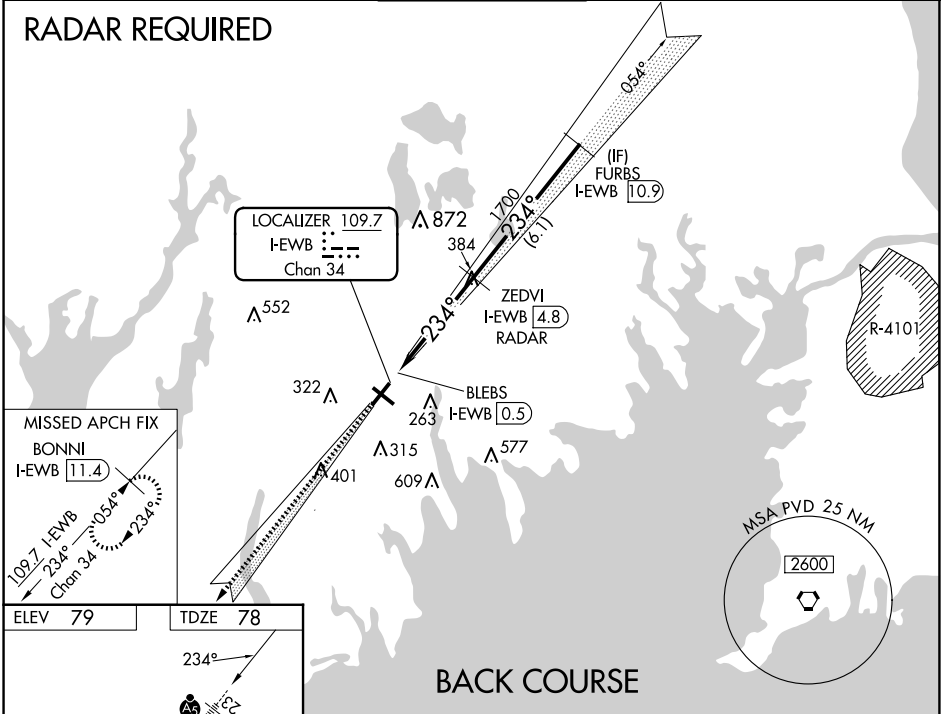 RADAR REQUIRED
054°
(IF)
FURBS
I-EWB 10.9
1700
234°
(6.1)
LOCALIZER 109.7
I-EWB
Chan 34
872
384
552
ZEDVI
I-EWB 4.8
RADAR
234°
R-4101
322
BLEBS
I-EWB 0.5
263
315
577
401
609
MISSED APCH FIX
BONNI
I-EWB 11.4
054°
234°
109.7 I-EWB
234°
Chan 34
MSA PVD 25 NM
2600
ELEV 79
TDZE 78
234°
A5
23
BACK COURSE